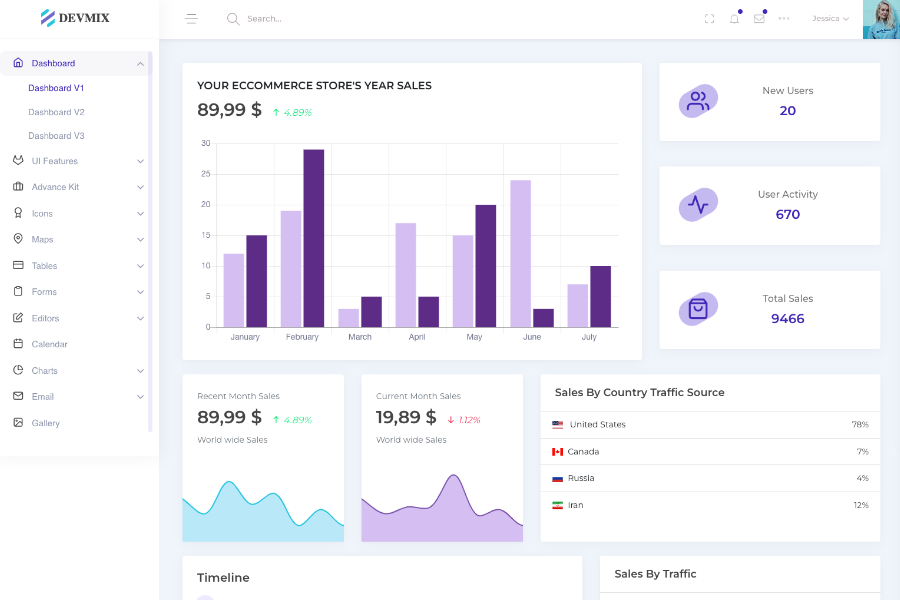 DEVMIX
Search...
Jessica
Dashboard
Dashboard V1
Dashboard V2
Dashboard V3
UI Features
Advance Kit
Icons
Maps
Tables
Forms
Editors
Calendar
Charts
Email
Gallery
YOUR ECCOMMERCE STORE'S YEAR SALES
89,99 $ ↑ 4.89%
30
25
20
15
10
5
0
January February March April May June July
New Users
20
User Activity
670
Total Sales
9466
Recent Month Sales
89,99 $ ↑ 4.89%
World wide Sales
Current Month Sales
19,89 $ ↓ 1.12%
World wide Sales
Sales By Country Traffic Source
United States 78%
Canada 7%
Russia 4%
Iran 12%
Timeline
Sales By Traffic